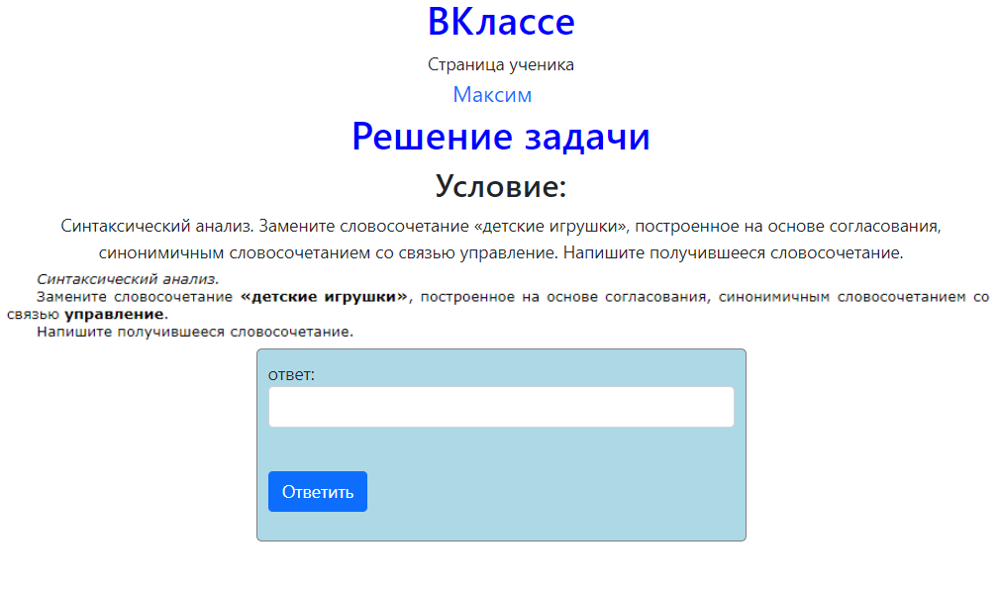 ВКлассе
Страница ученика
Максим
Решение задачи
Условие:
Синтаксический анализ. Замените словосочетание «детские игрушки», построенное на основе согласования,
синонимичным словосочетанием со связью управление. Напишите получившееся словосочетание.
Синтаксический анализ.
Замените словосочетание «детские игрушки», построенное на основе согласования, синонимичным словосочетанием со
связью управление.
Напишите получившееся словосочетание.
ответ:
Ответить